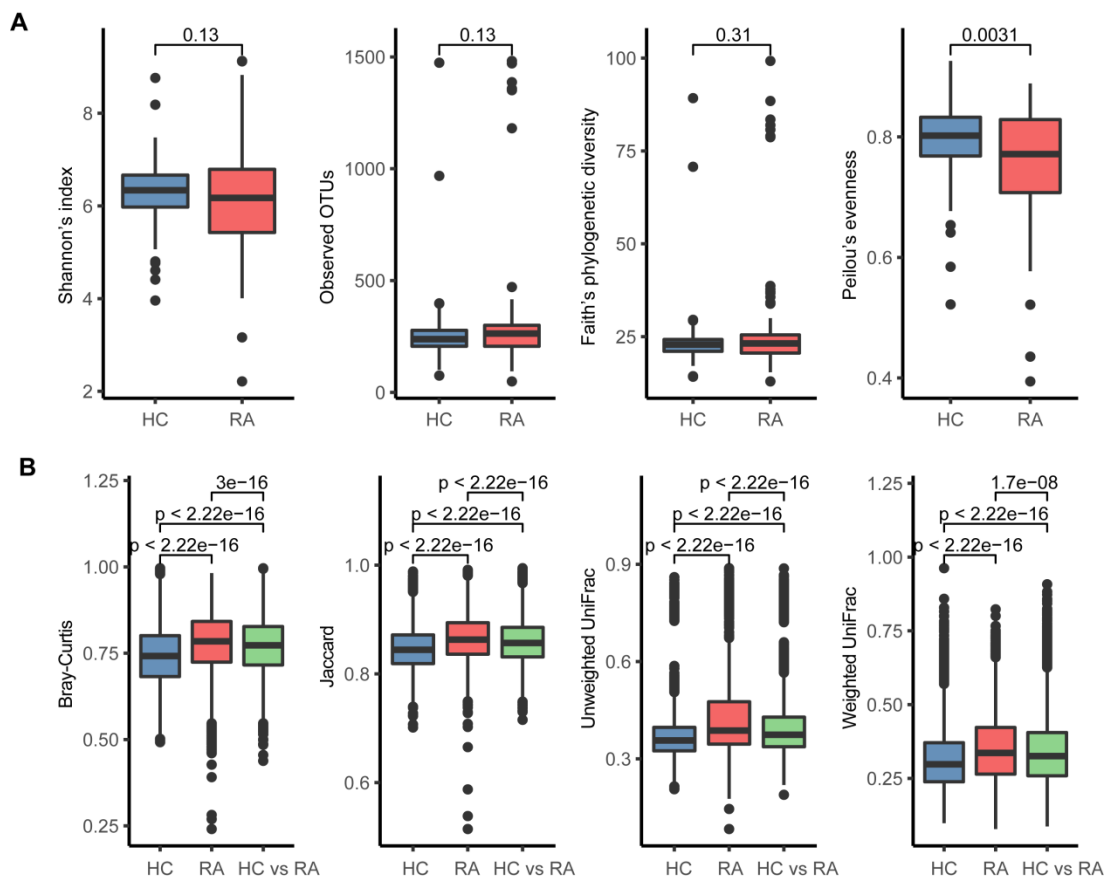 A
Shannon's index
8
6
4
2
0.13
HC RA
Observed OTUs
1500
1000
500
0
0.13
HC RA
Faith's phylogenetic diversity
100
75
50
25
0.31
HC RA
Peilou's evenness
0.8
0.6
0.4
0.0031
HC RA
B
Bray-Curtis
1.25
1.00
0.75
0.50
0.25
3e−16
p < 2.22e−16
p < 2.22e−16
HC RA HC vs RA
Jaccard
1.0
0.8
0.6
p < 2.22e−16
p < 2.22e−16
p < 2.22e−16
HC RA HC vs RA
Unweighted UniFrac
0.9
0.6
0.3
p < 2.22e−16
p < 2.22e−16
p < 2.22e−16
HC RA HC vs RA
Weighted UniFrac
1.25
1.00
0.75
0.50
0.25
1.7e−08
p < 2.22e−16
p < 2.22e−16
HC RA HC vs RA